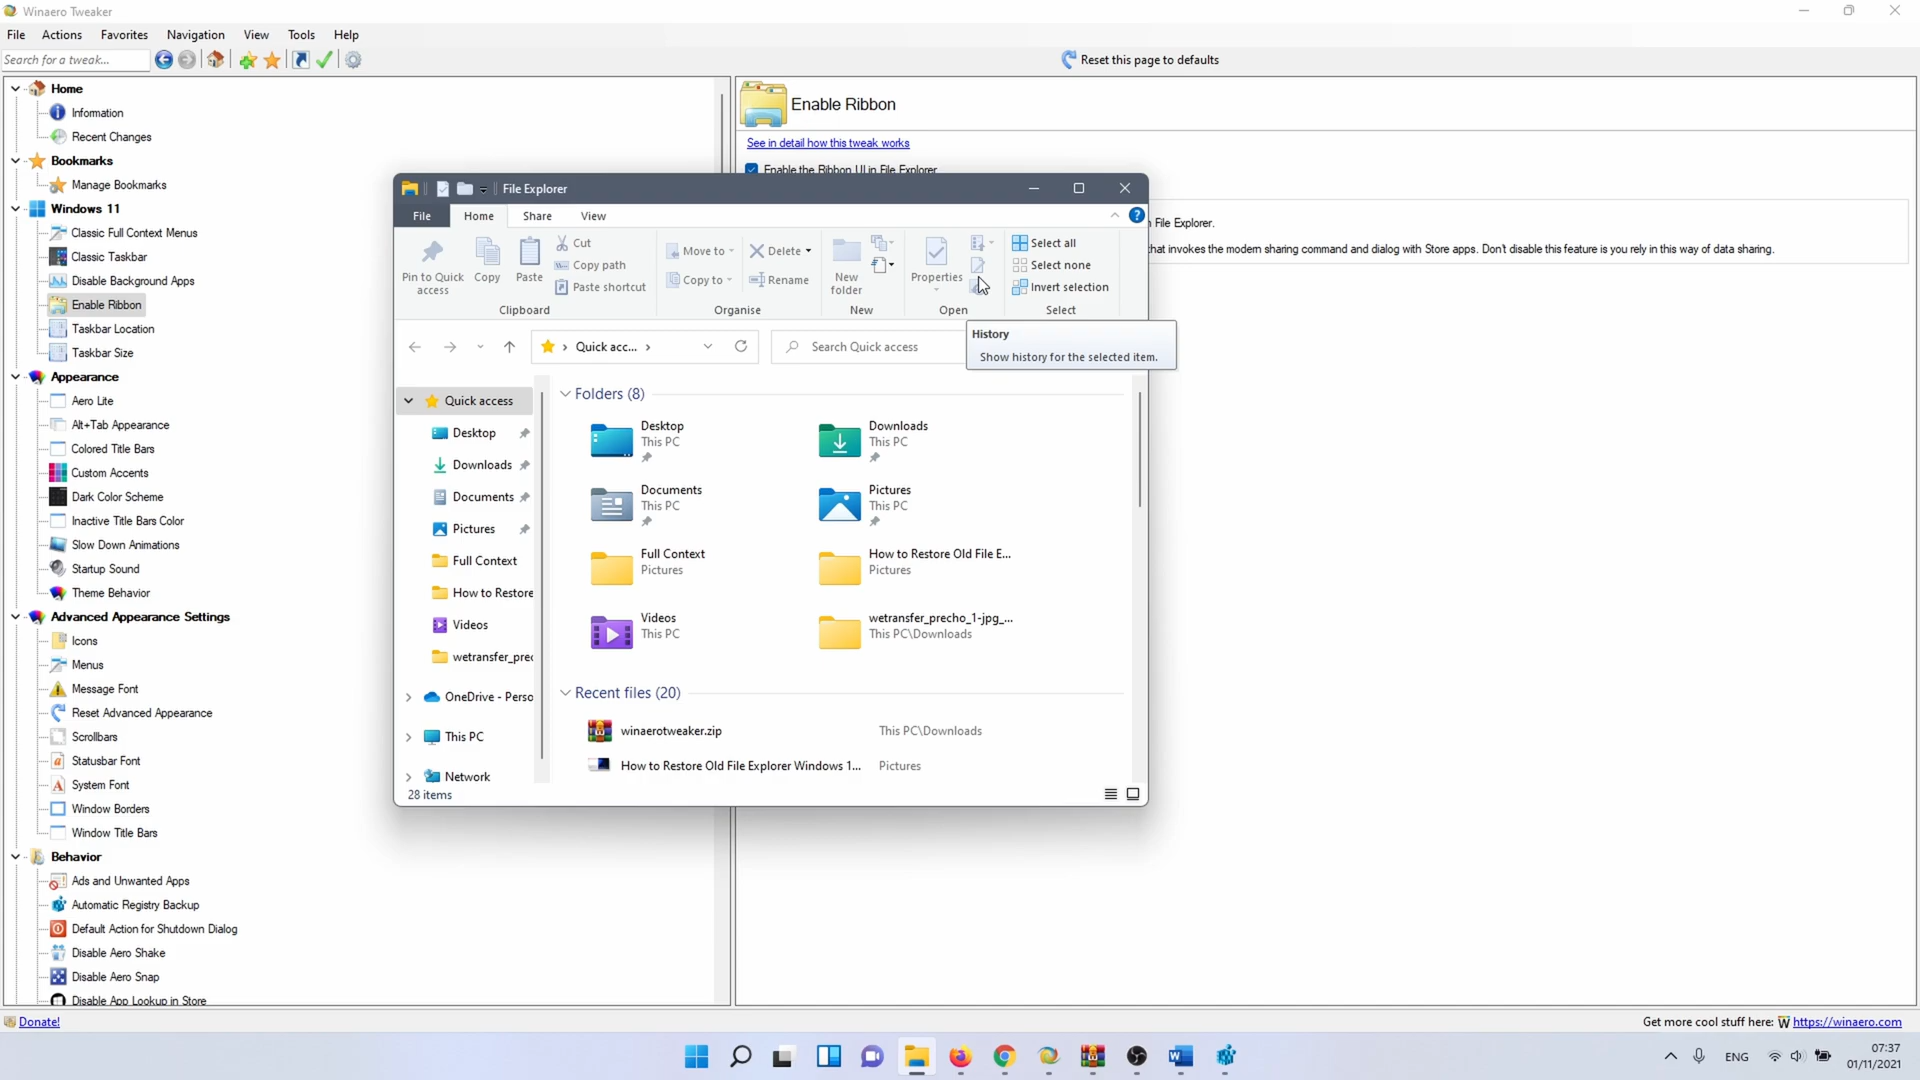 Winaero Tweaker
File Actions Favorites Navigation View Tools Help
Search for a tweak...
Reset this page to defaults
Home
Information
Recent Changes
Bookmarks
Manage Bookmarks
Windows 11
Classic Full Context Menus
Classic Taskbar
Disable Background Apps
Enable Ribbon
Taskbar Location
Taskbar Size
Appearance
Aero Lite
Alt+Tab Appearance
Colored Title Bars
Custom Accents
Dark Color Scheme
Inactive Title Bars Color
Slow Down Animations
Startup Sound
Theme Behavior
Advanced Appearance Settings
Icons
Menus
Message Font
Reset Advanced Appearance
Scrollbars
Statusbar Font
System Font
Window Borders
Window Title Bars
Behavior
Ads and Unwanted Apps
Automatic Registry Backup
Default Action for Shutdown Dialog
Disable Aero Shake
Disable Aero Snap
Disable App Lookup in Store
Enable Ribbon
See in detail how this tweak works
Enable the Ribbon UI in File Explorer
File Explorer.
hat invokes the modern sharing command and dialog with Store apps. Don't disable this feature is you rely in this way of data sharing.
File Explorer
File Home Share View
Pin to Quick access
Copy
Paste
Cut
Copy path
Paste shortcut
Clipboard
Move to
Copy to
Delete
Rename
Organise
New folder
New
Properties
Open
Select all
Select none
Invert selection
Select
History
Show history for the selected item.
Quick acc...
Search Quick access
Quick access
Desktop
Downloads
Documents
Pictures
Full Context
How to Restore
Videos
wetransfer_prec
OneDrive - Perso
This PC
Network
Folders (8)
Desktop
This PC
Downloads
This PC
Documents
This PC
Pictures
This PC
Full Context
Pictures
How to Restore Old File E...
Pictures
Videos
This PC
wetransfer_precho_1-jpg_...
This PC\Downloads
Recent files (20)
winaerotweaker.zip This PC\Downloads
How to Restore Old File Explorer Windows 1... Pictures
28 items
Donate!
Get more cool stuff here: W https://winaero.com
ENG
07:37
01/11/2021